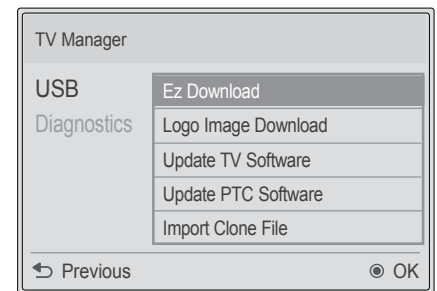 TV Manager
USB
Diagnostics
Ez Download
Logo Image Download
Update TV Software
Update PTC Software
Import Clone File
Previous
OK